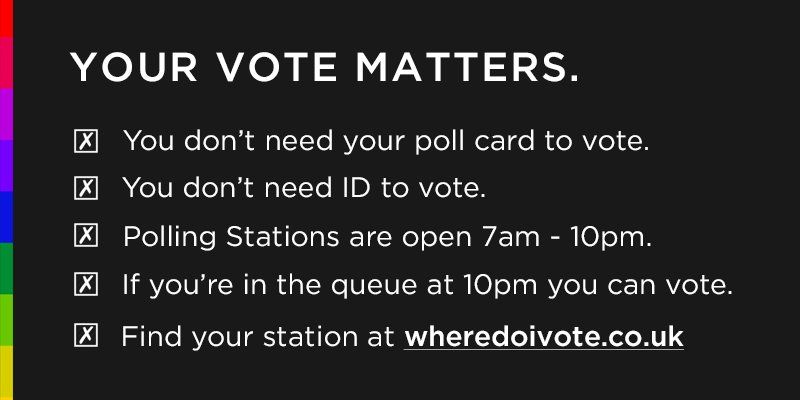 YOUR VOTE MATTERS.
You don’t need your poll card to vote.
You don’t need ID to vote.
Polling Stations are open 7am - 10pm.
If you’re in the queue at 10pm you can vote.
Find your station at wheredoivote.co.uk